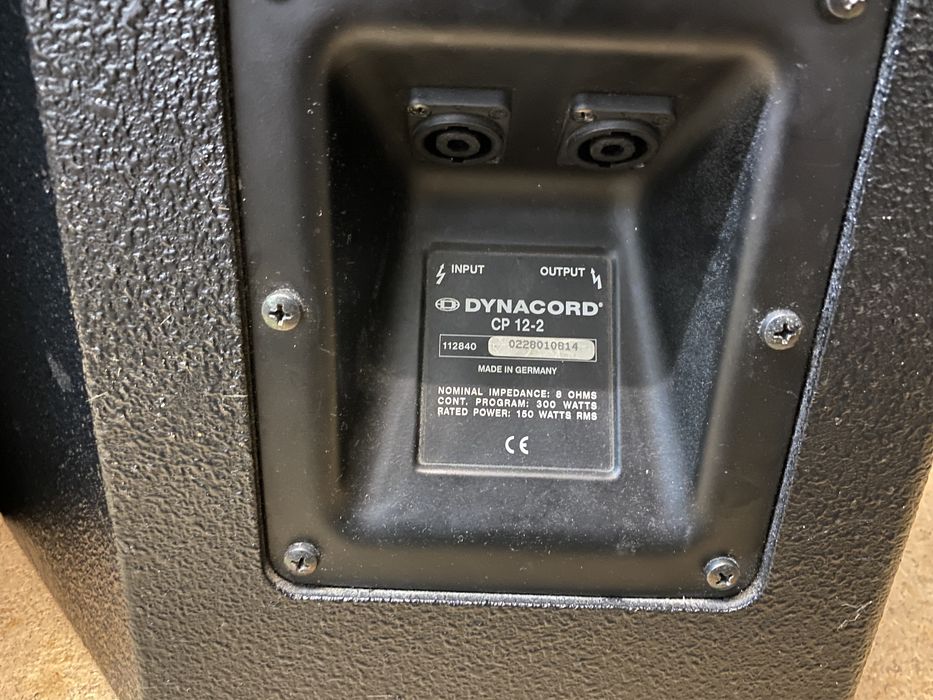 INPUT OUTPUT
DYNACORD®
CP 12-2
112840 0228010814
MADE IN GERMANY
NOMINAL IMPEDANCE: 8 OHMS
CONT. PROGRAM: 300 WATTS
RATED POWER: 150 WATTS RMS
CE